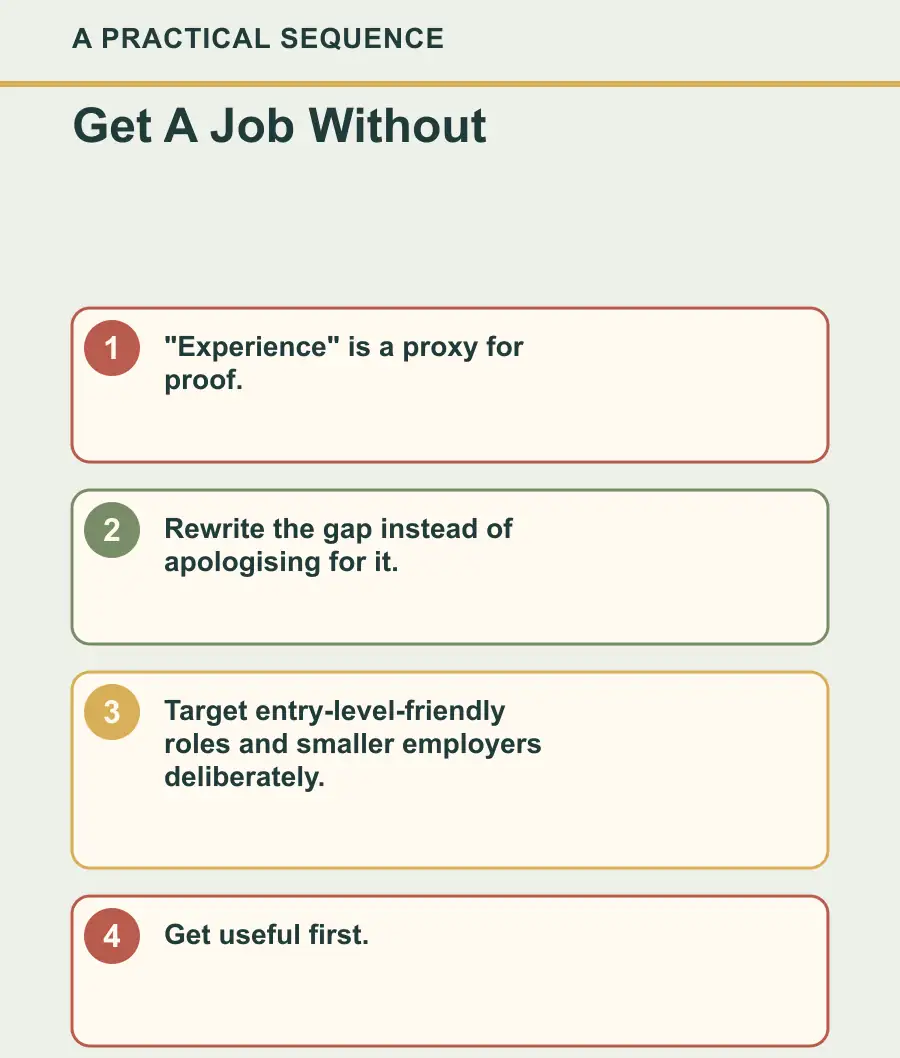 A PRACTICAL SEQUENCE
Get A Job Without
1
"Experience" is a proxy for
proof.
2
Rewrite the gap instead of
apologising for it.
3
Target entry-level-friendly
roles and smaller employers
deliberately.
4
Get useful first.